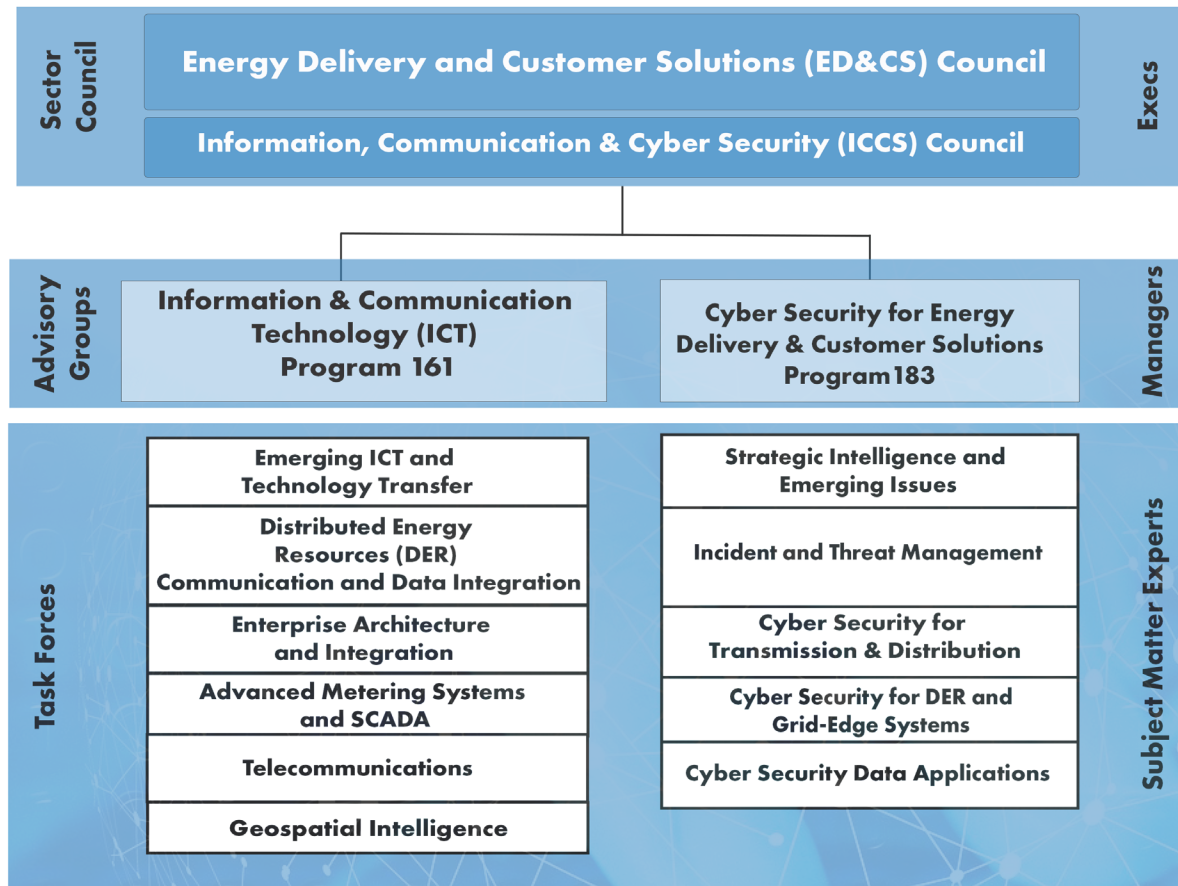 Sector
Council
Energy Delivery and Customer Solutions (ED&CS) Council
Information, Communication & Cyber Security (ICCS) Council
Execs
Advisory
Groups
Information & Communication
Technology (ICT)
Program 161
Cyber Security for Energy
Delivery & Customer Solutions
Program183
Managers
Task Forces
Emerging ICT and
Technology Transfer
Distributed Energy
Resources (DER)
Communication and Data Integration
Enterprise Architecture
and Integration
Advanced Metering Systems
and SCADA
Telecommunications
Geospatial Intelligence
Strategic Intelligence and
Emerging Issues
Incident and Threat Management
Cyber Security for
Transmission & Distribution
Cyber Security for DER and
Grid-Edge Systems
Cyber Security Data Applications
Subject Matter Experts